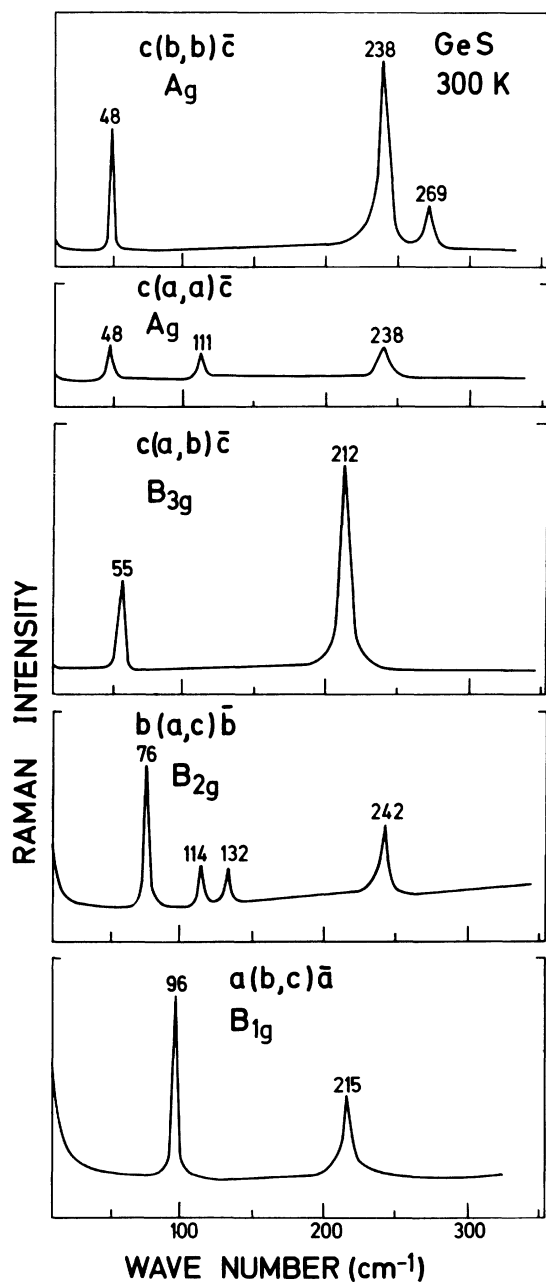 c(b,b)c̄
Ag
GeS
300 K
48
238
269
c(a,a)c̄
Ag
48
111
238
c(a,b)c̄
B3g
55
212
b(a,c)b̄
B2g
76
114
132
242
a(b,c)ā
B1g
96
215
100
200
300
RAMAN INTENSITY
WAVE NUMBER (cm⁻¹)